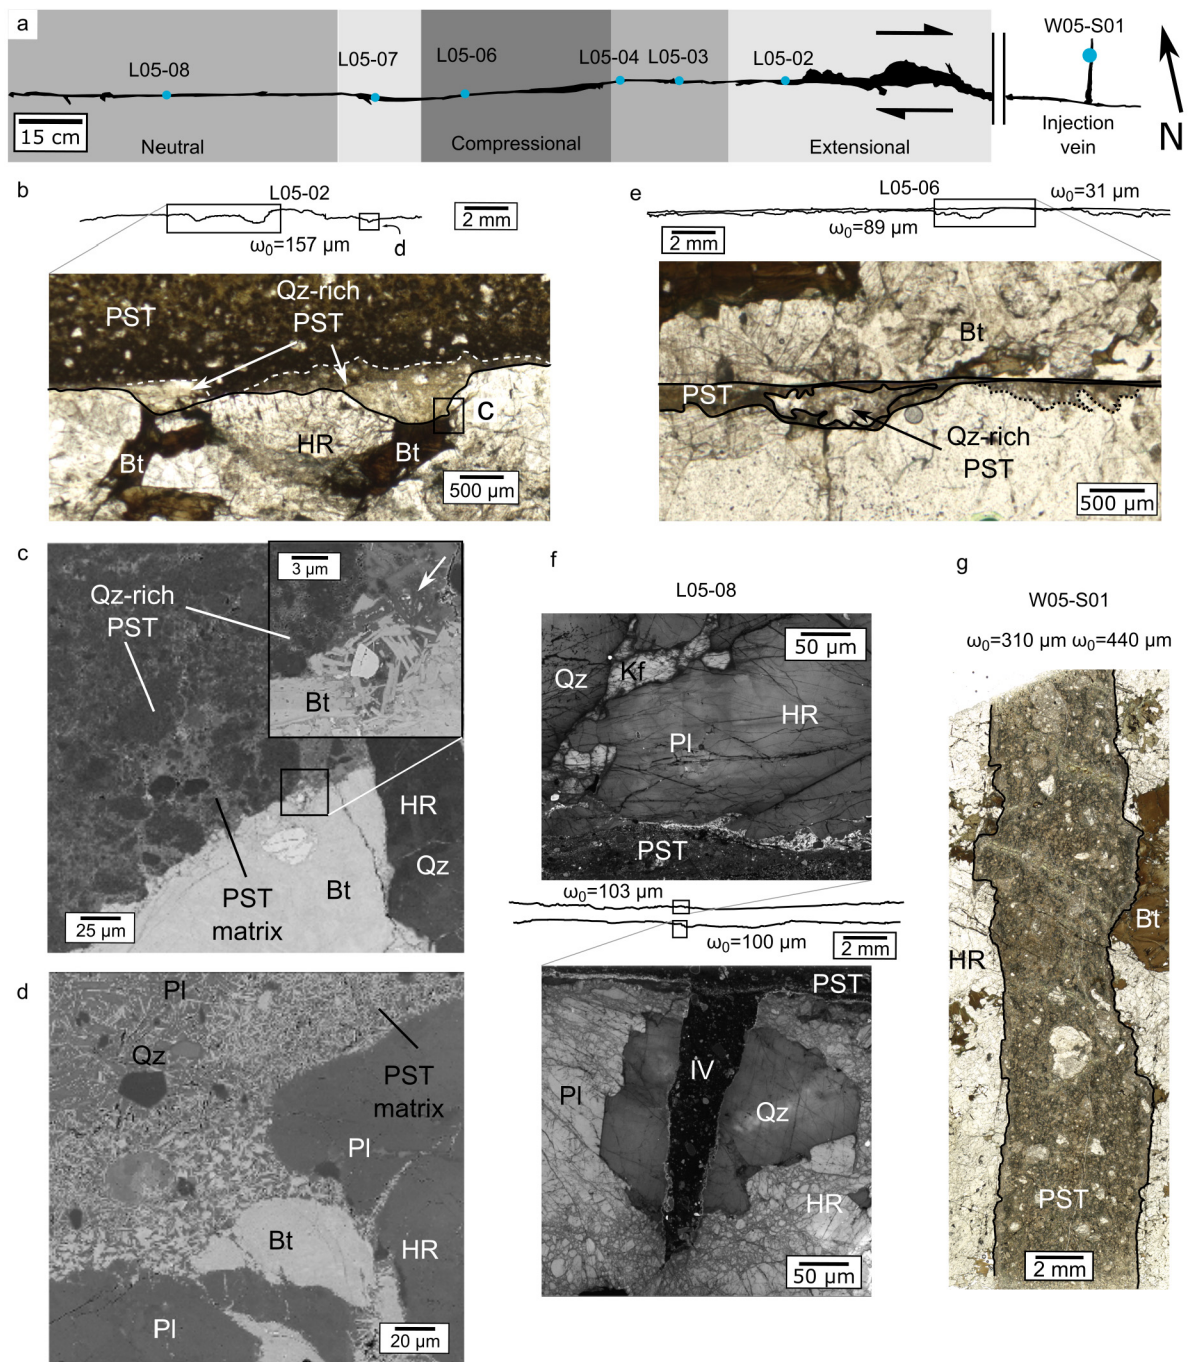 a
L05-08
L05-07
L05-06
L05-04
L05-03
L05-02
W05-S01
15 cm
Neutral
Compressional
Extensional
Injection
vein
N
b
L05-02
ω₀=157 µm
d
2 mm
PST
Qz-rich
PST
C
HR
Bt
Bt
500 µm
e
L05-06
ω₀=31 µm
ω₀=89 µm
2 mm
Bt
PST
Qz-rich
PST
500 µm
c
3 µm
Qz-rich
PST
Bt
HR
Qz
Bt
PST
matrix
25 µm
d
Pl
Qz
PST
matrix
Pl
Bt
HR
Pl
20 µm
f
L05-08
50 µm
Qz
Kf
HR
Pl
PST
ω₀=103 µm
ω₀=100 µm
2 mm
PST
IV
Pl
Qz
HR
50 µm
g
W05-S01
ω₀=310 µm ω₀=440 µm
Bt
HR
PST
2 mm